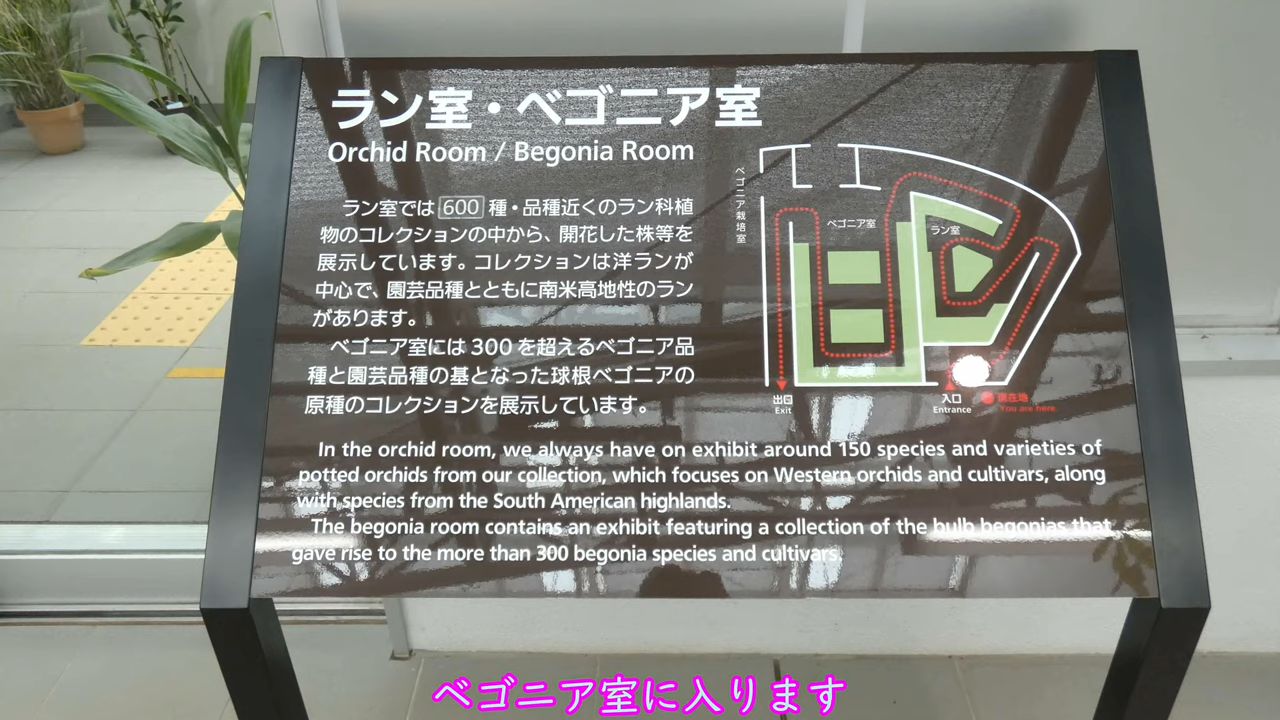 ラン室・ベゴニア室
Orchid Room / Begonia Room
ラン室では 600 種・品種近くのラン科植
物のコレクションの中から、開花した株等を
展示しています。コレクションは洋ランが
中心で、園芸品種とともに南米高地性のラン
があります。
ベゴニア室には 300 を超えるベゴニア品
種と園芸品種の基となった球根ベゴニアの
原種のコレクションを展示しています。
ベゴニア栽培室
ベゴニア室
ラン室
出口
Exit
入口
Entrance
現在地
You are here
In the orchid room, we always have on exhibit around 150 species and varieties of
potted orchids from our collection, which focuses on Western orchids and cultivars, along
with species from the South American highlands.
The begonia room contains an exhibit featuring a collection of the bulb begonias that
gave rise to the more than 300 begonia species and cultivars.
ベゴニア室に入ります